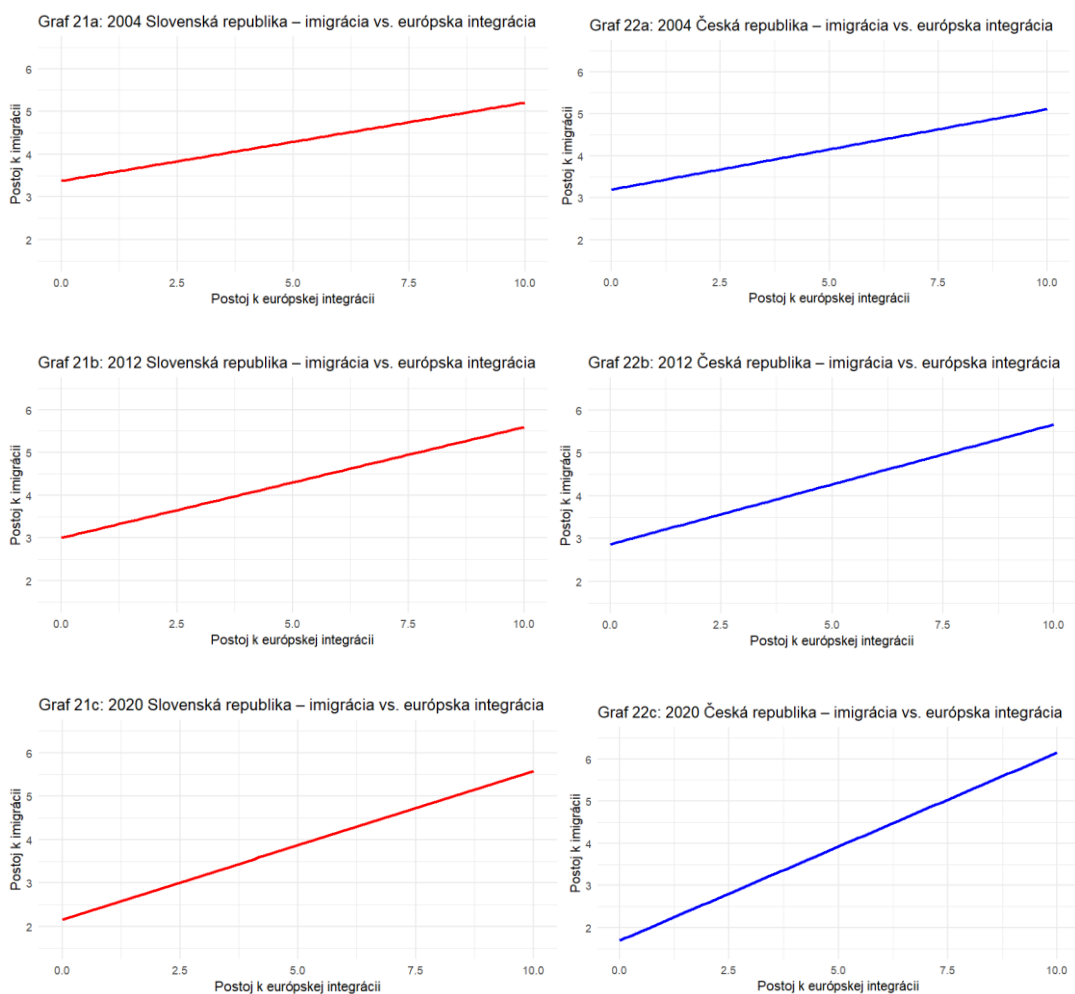 Graf 21a: 2004 Slovenská republika – imigrácia vs. európska integrácia
Postoj k imigrácii
6
5
4
3
2
0.0 2.5 5.0 7.5 10.0
Postoj k európskej integrácii
Graf 22a: 2004 Česká republika – imigrácia vs. európska integrácia
Postoj k imigrácii
6
5
4
3
2
0.0 2.5 5.0 7.5 10.0
Postoj k európskej integrácii
Graf 21b: 2012 Slovenská republika – imigrácia vs. európska integrácia
Postoj k imigrácii
6
5
4
3
2
0.0 2.5 5.0 7.5 10.0
Postoj k európskej integrácii
Graf 22b: 2012 Česká republika – imigrácia vs. európska integrácia
Postoj k imigrácii
6
5
4
3
2
0.0 2.5 5.0 7.5 10.0
Postoj k európskej integrácii
Graf 21c: 2020 Slovenská republika – imigrácia vs. európska integrácia
Postoj k imigrácii
6
5
4
3
2
0.0 2.5 5.0 7.5 10.0
Postoj k európskej integrácii
Graf 22c: 2020 Česká republika – imigrácia vs. európska integrácia
Postoj k imigrácii
6
5
4
3
2
0.0 2.5 5.0 7.5 10.0
Postoj k európskej integrácii